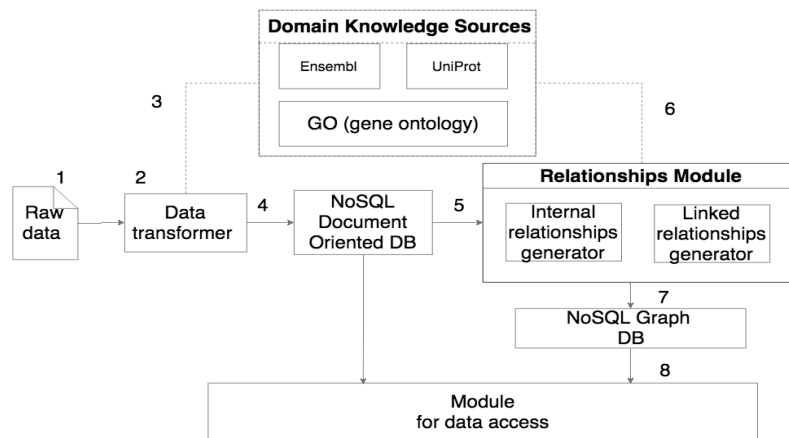 Domain Knowledge Sources
Ensembl
UniProt
GO (gene ontology)
3
6
1
2
Raw
data
Data
transformer
4
NoSQL
Document
Oriented DB
5
Relationships Module
Internal
relationships
generator
Linked
relationships
generator
7
NoSQL Graph
DB
8
Module
for data access